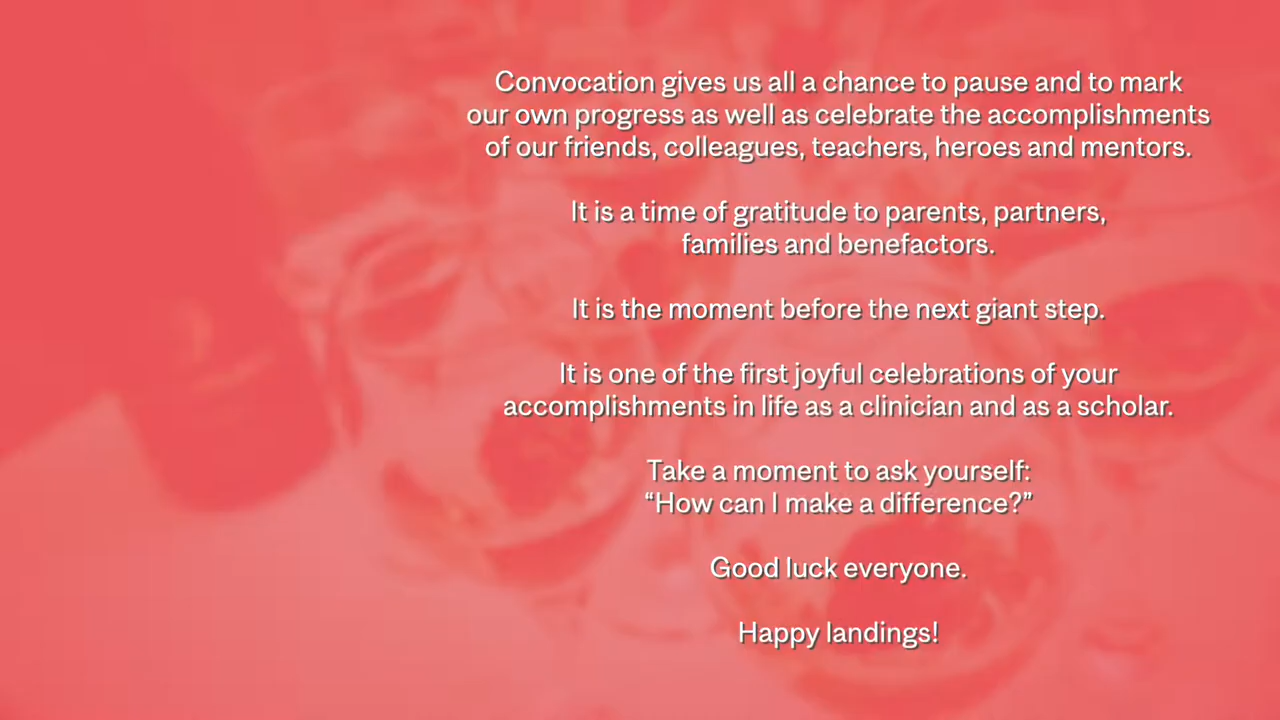 Convocation gives us all a chance to pause and to mark
our own progress as well as celebrate the accomplishments
of our friends, colleagues, teachers, heroes and mentors.
It is a time of gratitude to parents, partners,
families and benefactors.
It is the moment before the next giant step.
It is one of the first joyful celebrations of your
accomplishments in life as a clinician and as a scholar.
Take a moment to ask yourself:
“How can I make a difference?”
Good luck everyone.
Happy landings!